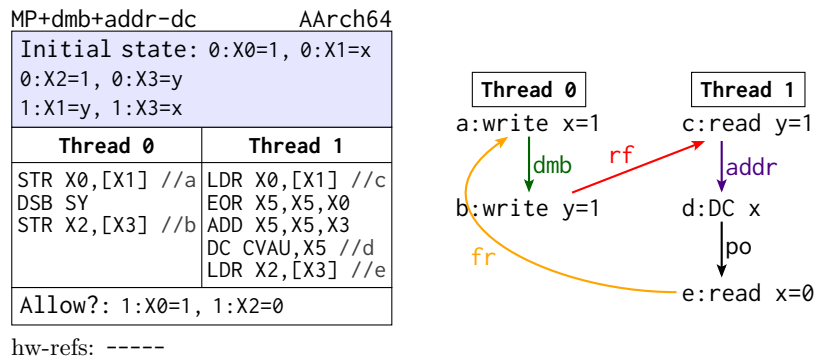 MP+dmb+addr-dc AArch64
Initial state: 0:X0=1, 0:X1=x
0:X2=1, 0:X3=y
1:X1=y, 1:X3=x
Thread 0 Thread 1
STR X0,[X1] //a LDR X0,[X1] //c
DSB SY EOR X5,X5,X0
STR X2,[X3] //b ADD X5,X5,X3
DC CVAU,X5 //d
LDR X2,[X3] //e
Allow?: 1:X0=1, 1:X2=0
hw-refs: -----
Thread 0 Thread 1
a:write x=1 c:read y=1
dmb rf addr
b:write y=1 d:DC x
fr po
e:read x=0